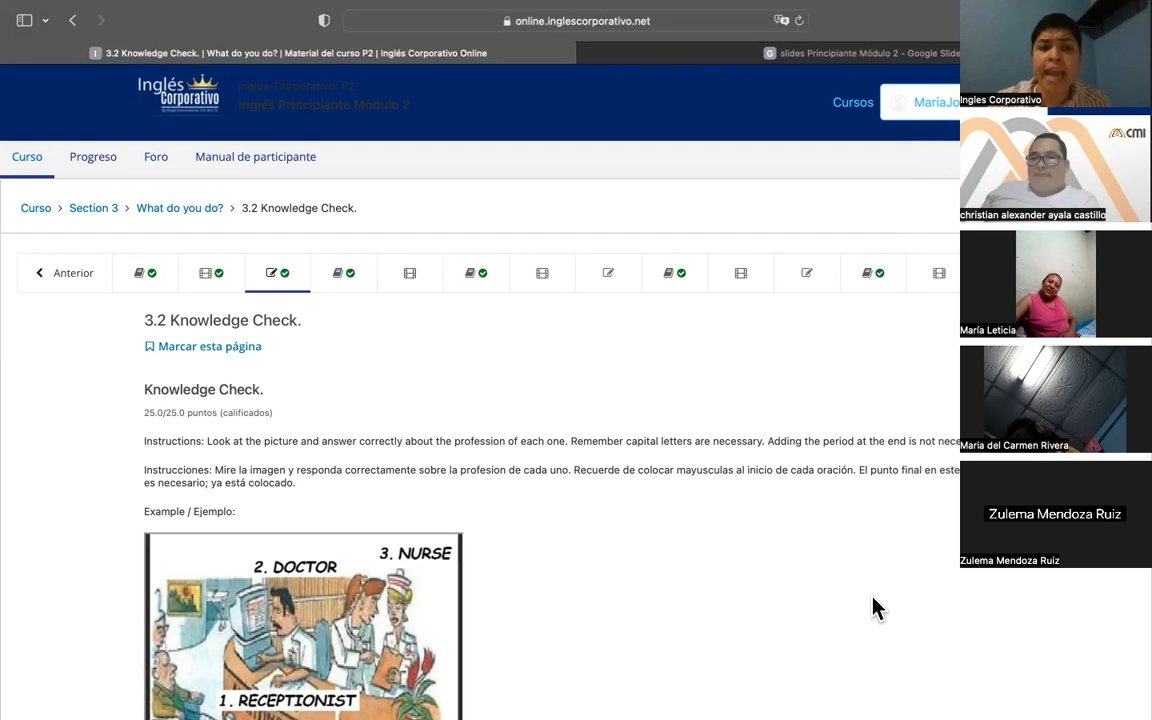 online.inglescorporativo.net
3.2 Knowledge Check. | What do you do? | Material del curso P2 | Inglés Corporativo Online
slides Principiante Módulo 2 - Google Slide
Inglés
Corporativo
Ingles-Corporativo: P2
Inglés Principiante Módulo 2
Cursos
MariaJo
Curso
Progreso
Foro
Manual de participante
Curso > Section 3 > What do you do? > 3.2 Knowledge Check.
Anterior
3.2 Knowledge Check.
Marcar esta página
Knowledge Check.
25.0/25.0 puntos (calificados)
Instructions: Look at the picture and answer correctly about the profession of each one. Remember capital letters are necessary. Adding the period at the end is not nece
Instrucciones: Mire la imagen y responda correctamente sobre la profesion de cada uno. Recuerde de colocar mayusculas al inicio de cada oración. El punto final en este
es necesario; ya está colocado.
Example / Ejemplo:
3. NURSE
2. DOCTOR
1. RECEPTIONIST
Ingles Corporativo
CMI
christian alexander ayala castillo
María Leticia
Maria del Carmen Rivera
Zulema Mendoza Ruiz
Zulema Mendoza Ruiz